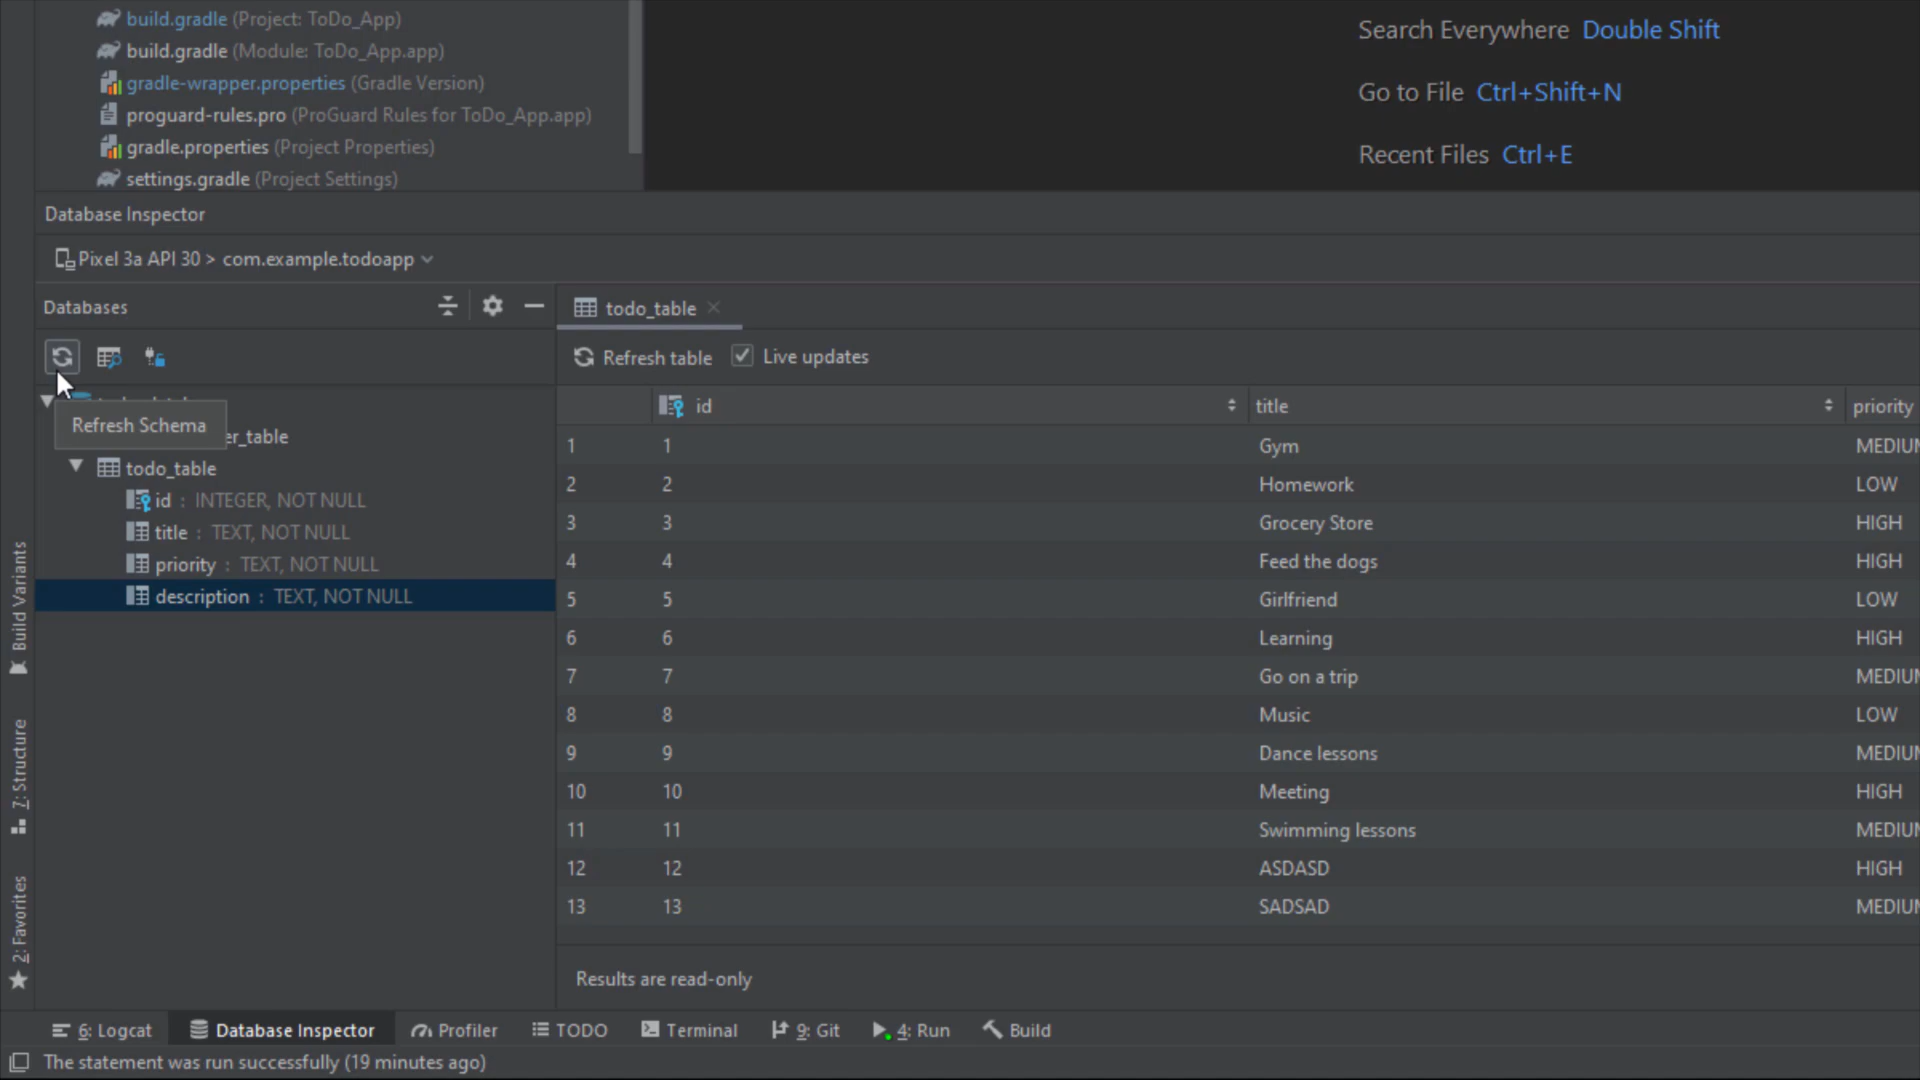 build.gradle (Project: ToDo_App)
build.gradle (Module: ToDo_App.app)
gradle-wrapper.properties (Gradle Version)
proguard-rules.pro (ProGuard Rules for ToDo_App.app)
gradle.properties (Project Properties)
settings.gradle (Project Settings)
Search Everywhere Double Shift
Go to File Ctrl+Shift+N
Recent Files Ctrl+E
Database Inspector
Pixel 3a API 30 > com.example.todoapp
Databases
Refresh Schema
er_table
todo_table
id : INTEGER, NOT NULL
title : TEXT, NOT NULL
priority : TEXT, NOT NULL
description : TEXT, NOT NULL
todo_table
Refresh table Live updates
id title priority
1 1 Gym MEDIUM
2 2 Homework LOW
3 3 Grocery Store HIGH
4 4 Feed the dogs HIGH
5 5 Girlfriend LOW
6 6 Learning HIGH
7 7 Go on a trip MEDIUM
8 8 Music LOW
9 9 Dance lessons MEDIUM
10 10 Meeting HIGH
11 11 Swimming lessons MEDIUM
12 12 ASDASD HIGH
13 13 SADSAD MEDIUM
Results are read-only
Build Variants
7: Structure
2: Favorites
6: Logcat Database Inspector Profiler TODO Terminal 9: Git 4: Run Build
The statement was run successfully (19 minutes ago)